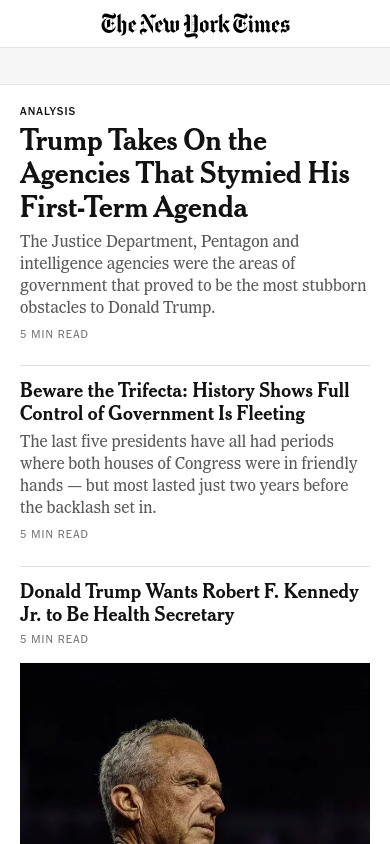 The New York Times
ANALYSIS
Trump Takes On the
Agencies That Stymied His
First-Term Agenda
The Justice Department, Pentagon and
intelligence agencies were the areas of
government that proved to be the most stubborn
obstacles to Donald Trump.
5 MIN READ
Beware the Trifecta: History Shows Full
Control of Government Is Fleeting
The last five presidents have all had periods
where both houses of Congress were in friendly
hands — but most lasted just two years before
the backlash set in.
5 MIN READ
Donald Trump Wants Robert F. Kennedy
Jr. to Be Health Secretary
5 MIN READ